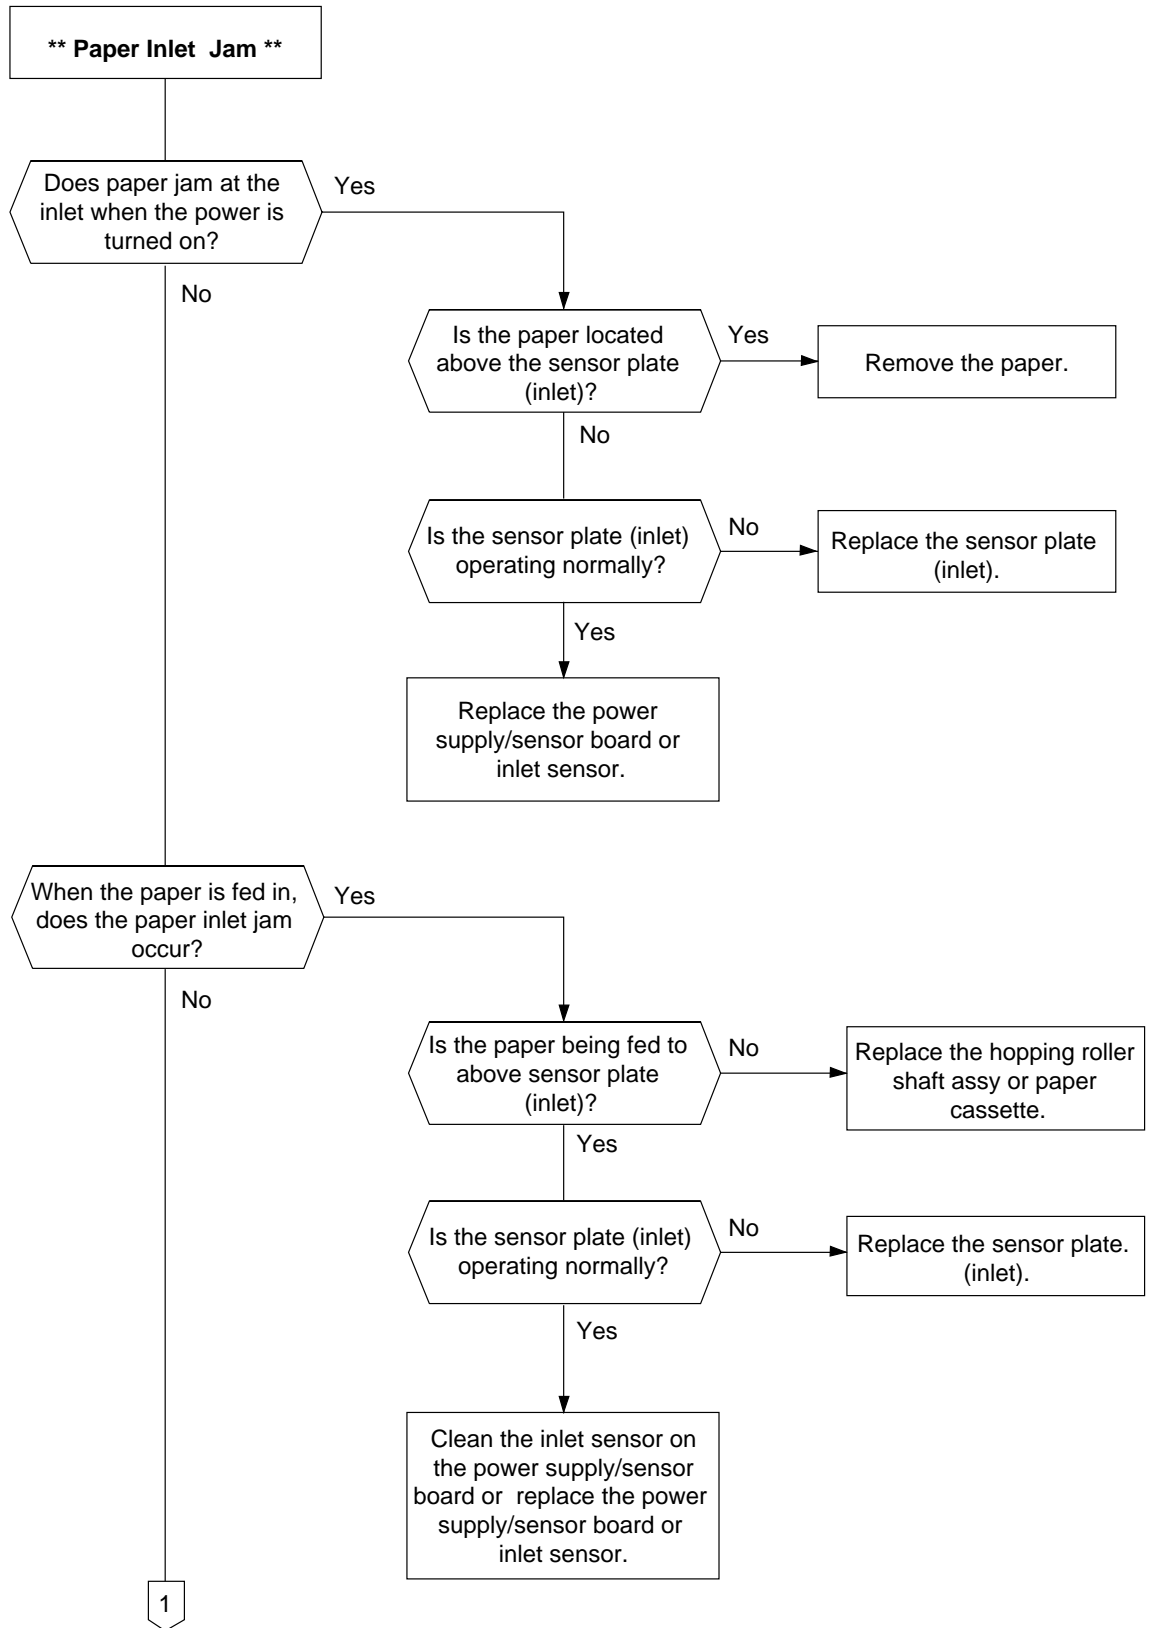 ** Paper Inlet  Jam **
Does paper jam at the
inlet when the power is
turned on?
Yes
No
Is the paper located
above the sensor plate
(inlet)?
Yes
Remove the paper.
No
Is the sensor plate (inlet)
operating normally?
No
Replace the sensor plate
(inlet).
Yes
Replace the power
supply/sensor board or
inlet sensor.
When the paper is fed in,
does the paper inlet jam
occur?
Yes
No
Is the paper being fed to
above sensor plate
(inlet)?
No
Replace the hopping roller
shaft assy or paper
cassette.
Yes
Is the sensor plate (inlet)
operating normally?
No
Replace the sensor plate.
(inlet).
Yes
Clean the inlet sensor on
the power supply/sensor
board or  replace the power
supply/sensor board or
inlet sensor.
1